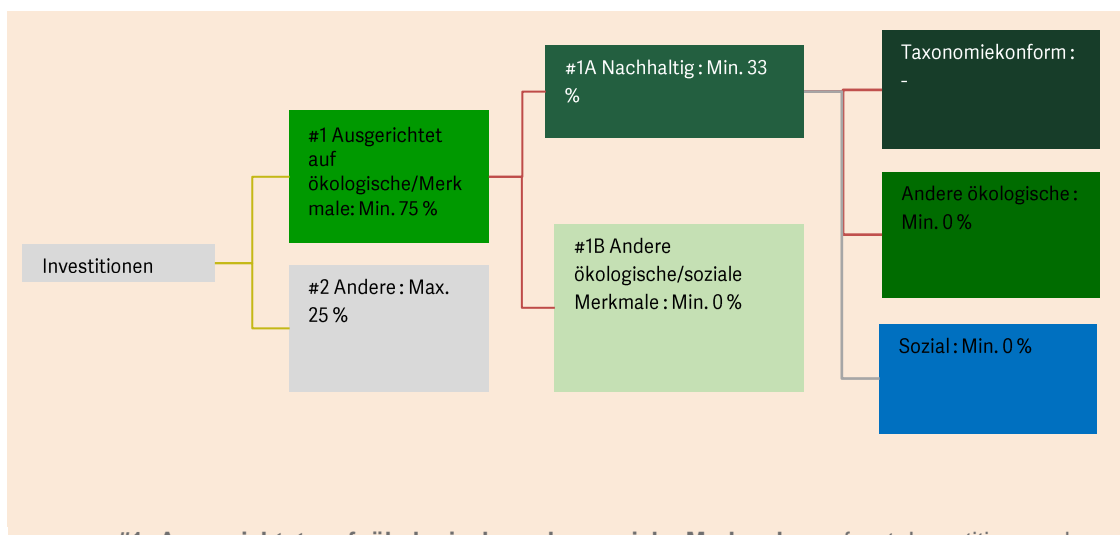 Investitionen
#1 Ausgerichtet
auf
ökologische/Merk
male: Min. 75 %
#2 Andere : Max.
25 %
#1A Nachhaltig : Min. 33
%
#1B Andere
ökologische/soziale
Merkmale : Min. 0 %
Taxonomiekonform :
-
Andere ökologische :
Min. 0 %
Sozial : Min. 0 %